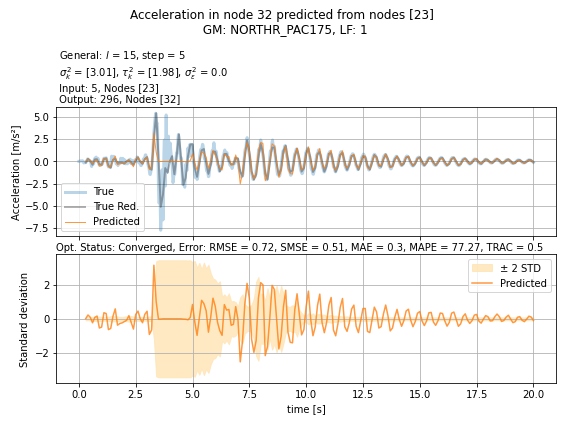 Acceleration in node 32 predicted from nodes [23]
GM: NORTHR_PAC175, LF: 1
General: l = 15, step = 5
σ²ₖ = [3.01], τ²ₖ = [1.98], σ²ε = 0.0
Input: 5, Nodes [23]
Output: 296, Nodes [32]
Acceleration [m/s²]
5.0
2.5
0.0
−2.5
−5.0
−7.5
True
True Red.
Predicted
Opt. Status: Converged, Error: RMSE = 0.72, SMSE = 0.51, MAE = 0.3, MAPE = 77.27, TRAC = 0.5
Standard deviation
2
0
−2
± 2 STD
Predicted
0.0 2.5 5.0 7.5 10.0 12.5 15.0 17.5 20.0
time [s]